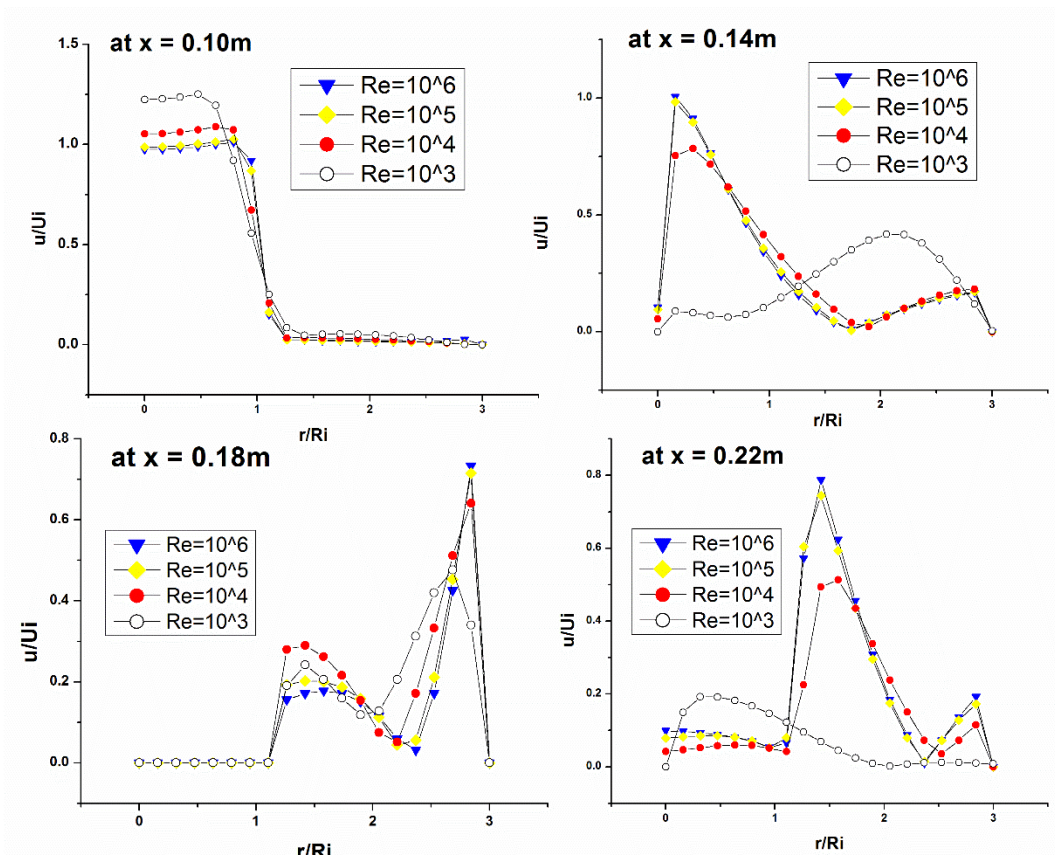 at x = 0.10m
1.5
1.0
0.5
0.0
u/Ui
Re=10^6
Re=10^5
Re=10^4
Re=10^3
0 1 2 3
r/Ri
at x = 0.14m
1.0
0.5
0.0
u/Ui
Re=10^6
Re=10^5
Re=10^4
Re=10^3
0 1 2 3
r/Ri
at x = 0.18m
0.8
0.6
0.4
0.2
0.0
u/Ui
Re=10^6
Re=10^5
Re=10^4
Re=10^3
0 1 2 3
r/Ri
at x = 0.22m
0.8
0.6
0.4
0.2
0.0
u/Ui
Re=10^6
Re=10^5
Re=10^4
Re=10^3
0 1 2 3
r/Ri